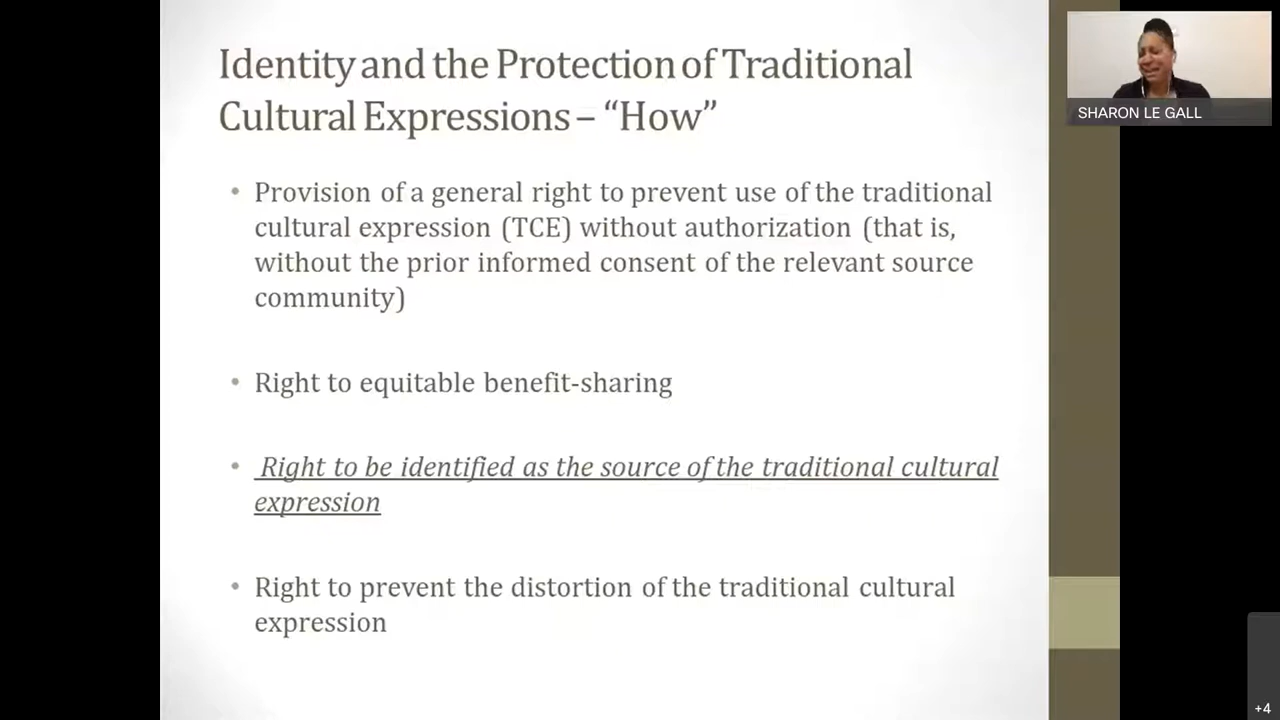 Identity and the Protection of Traditional
Cultural Expressions – “How”
SHARON LE GALL
• Provision of a general right to prevent use of the traditional
cultural expression (TCE) without authorization (that is,
without the prior informed consent of the relevant source
community)
• Right to equitable benefit-sharing
• Right to be identified as the source of the traditional cultural
expression
• Right to prevent the distortion of the traditional cultural
expression
+4